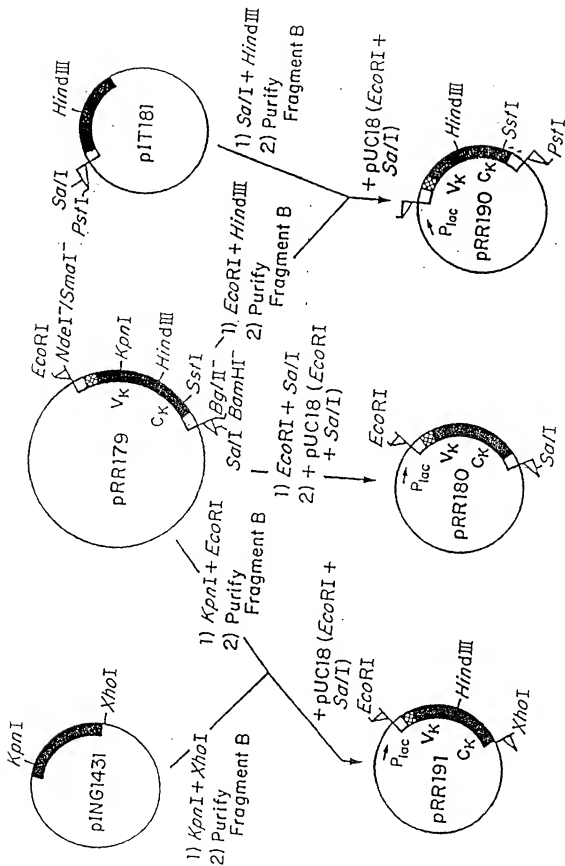 KpnI
XhoI
pING1431
1) KpnI + XhoI
2) Purify
Fragment B
EcoRI
NdeI⁻/SmaI⁻
KpnI
VK
HindIII
CK
SstI
BglII⁻
SalI BamHI⁻
pRR179
SalI
PstI
HindIII
pIT181
1) KpnI + EcoRI
2) Purify
Fragment B
1) EcoRI + SalI
2) + pUC18 (EcoRI
+ SalI)
1) EcoRI + HindIII
2) Purify
Fragment B
1) SalI + HindIII
2) Purify
Fragment B
+ pUC18 (EcoRI +
SalI)
EcoRI
Plac
VK
HindIII
CK
XhoI
pRR191
EcoRI
Plac
VK
CK
SalI
pRR180
+ pUC18 (EcoRI +
SalI)
Plac
VK
HindIII
CK
SstI
PstI
pRR190